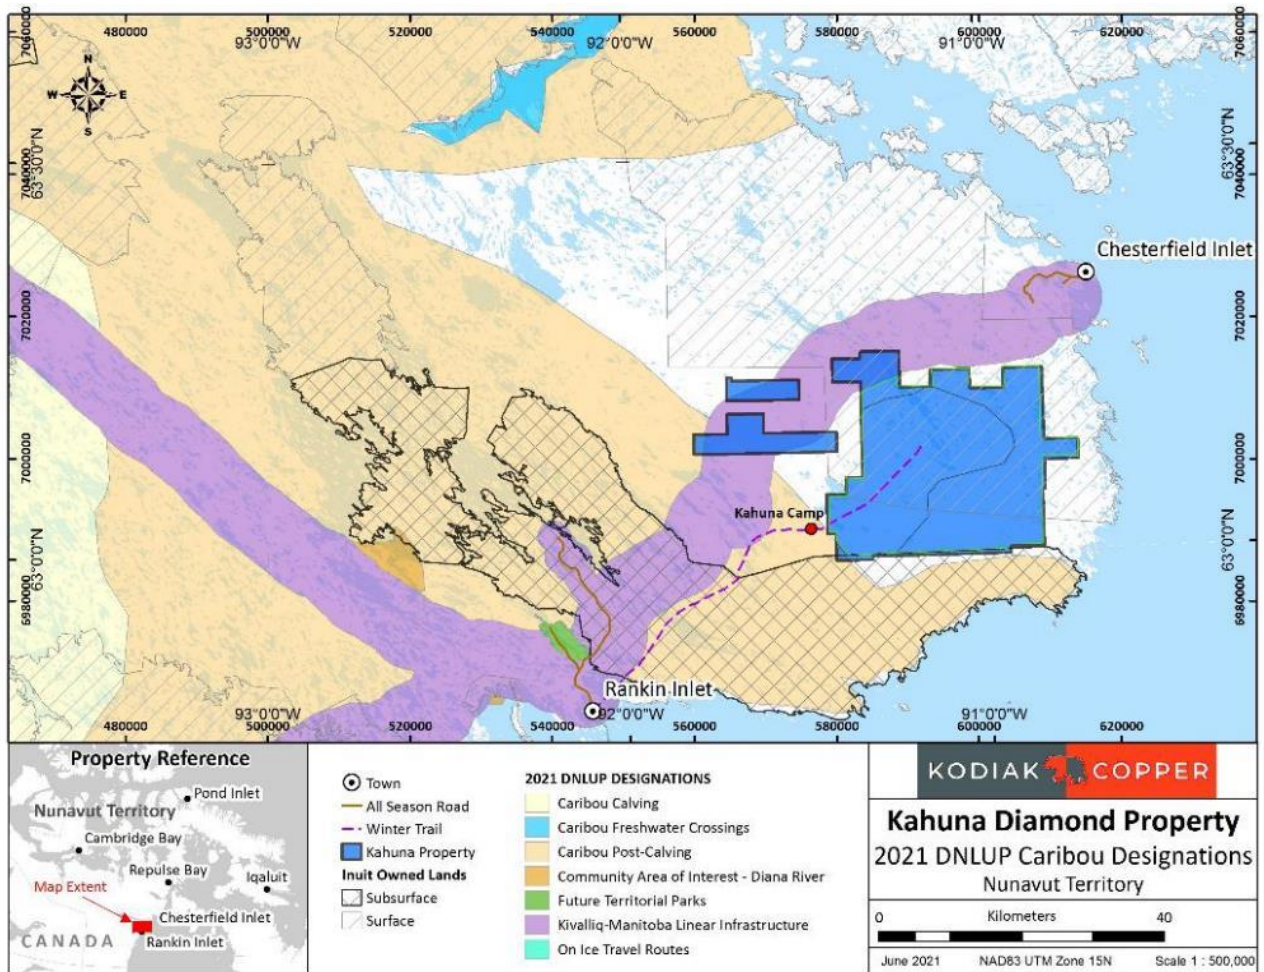 480000 500000 520000 540000 560000 580000 600000 620000
93°0'0"W 92°0'0"W 91°0'0"W
7060000 7060000
N
W E
S
63°30'0"N 63°30'0"N
7040000 7040000
Chesterfield Inlet
7020000 7020000
7000000 7000000
Kahuna Camp
63°0'0"N 63°0'0"N
6980000 6980000
Rankin Inlet
93°0'0"W 92°0'0"W 91°0'0"W
480000 500000 520000 540000 560000 580000 600000 620000
Property Reference
Pond Inlet
Nunavut Territory
Cambridge Bay
Repulse Bay
Iqaluit
Map Extent
Chesterfield Inlet
CANADA
Rankin Inlet
Town
All Season Road
Winter Trail
Kahuna Property
Inuit Owned Lands
Subsurface
Surface
2021 DNLUP DESIGNATIONS
Caribou Calving
Caribou Freshwater Crossings
Caribou Post-Calving
Community Area of Interest - Diana River
Future Territorial Parks
Kivalliq-Manitoba Linear Infrastructure
On Ice Travel Routes
KODIAK COPPER
Kahuna Diamond Property
2021 DNLUP Caribou Designations
Nunavut Territory
0 Kilometers 40
June 2021 NAD83 UTM Zone 15N Scale 1 : 500,000